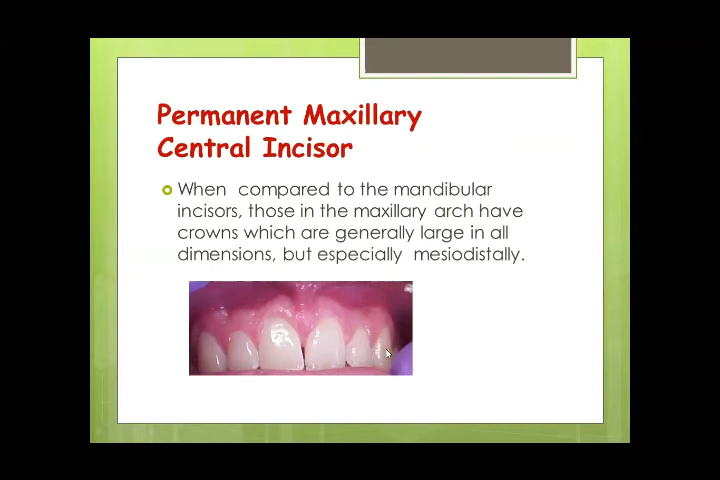 Permanent Maxillary
Central Incisor
When compared to the mandibular
incisors, those in the maxillary arch have
crowns which are generally large in all
dimensions, but especially mesiodistally.